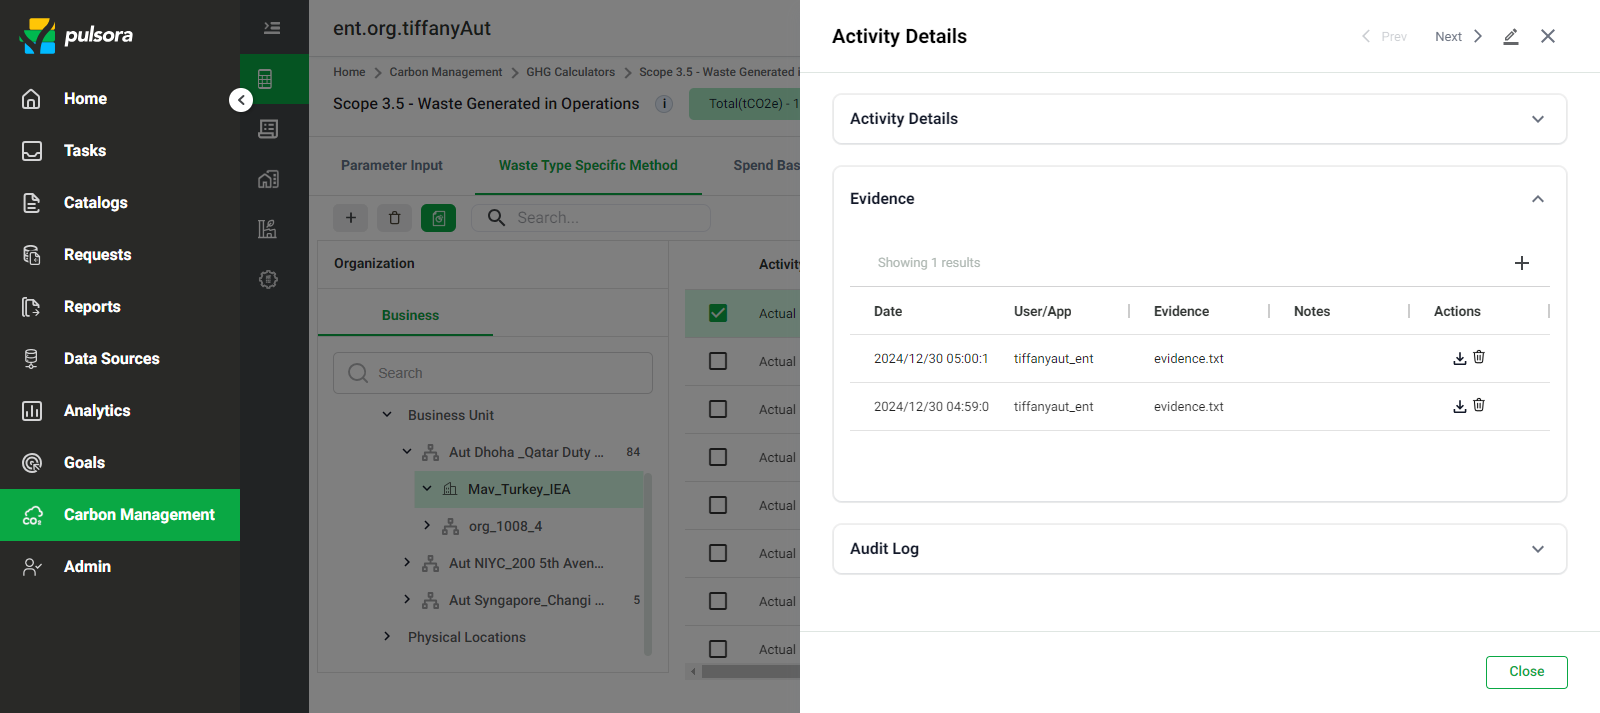 pulsora
Home
Tasks
Catalogs
Requests
Reports
Data Sources
Analytics
Goals
CO₂
Carbon Management
Admin
ent.org.tiffanyAut
Home > Carbon Management > GHG Calculators > Scope 3.5 - Waste Generated
Scope 3.5 - Waste Generated in Operations i Total(tCO2e) - 1
Parameter Input Waste Type Specific Method Spend Bas
+ Search...
Organization
Business
Search
Business Unit
Aut Dhoha _Qatar Duty ... 84
Mav_Turkey_IEA
org_1008_4
Aut NIYC_200 5th Aven...
Aut Syngapore_Changi ... 5
Physical Locations
Activity
Actual
Actual
Actual
Actual
Actual
Actual
Actual
Actual
Activity Details
Prev Next
Activity Details
Evidence
Showing 1 results
Date User/App Evidence Notes Actions
2024/12/30 05:00:1 tiffanyaut_ent evidence.txt
2024/12/30 04:59:0 tiffanyaut_ent evidence.txt
Audit Log
Close